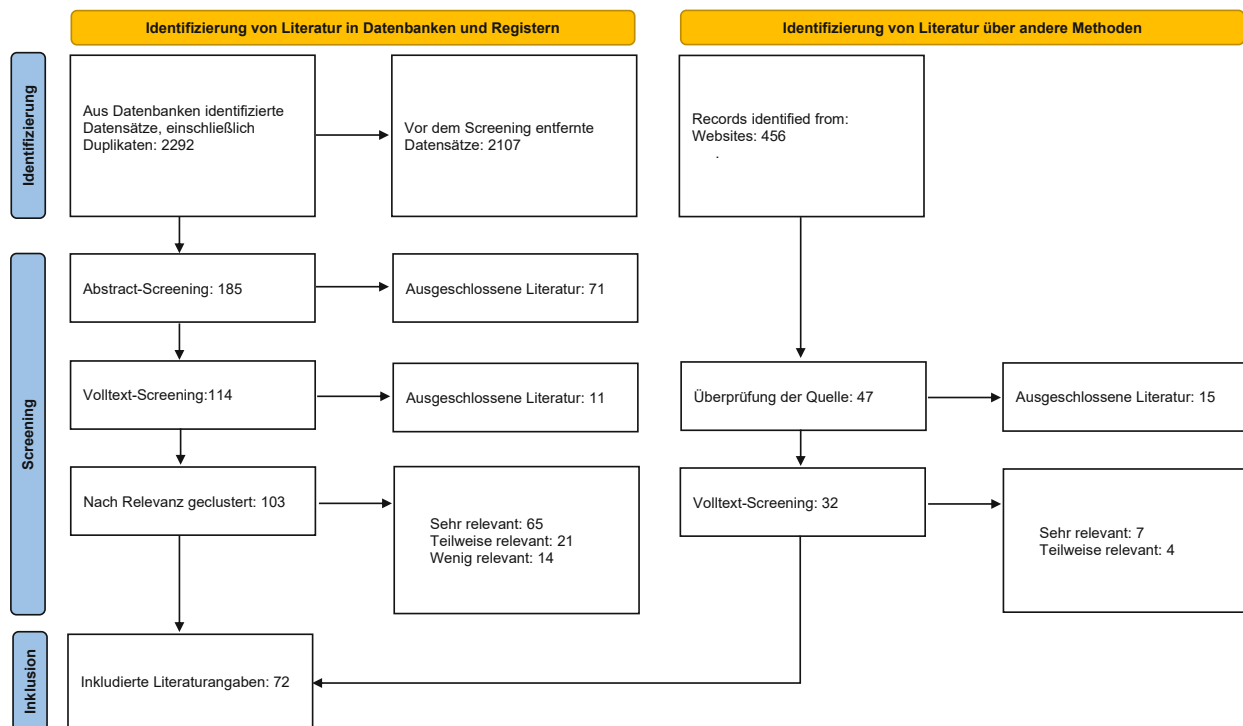 Identifizierung von Literatur in Datenbanken und Registern
Identifizierung von Literatur über andere Methoden
Identifizierung
Aus Datenbanken identifizierte
Datensätze, einschließlich
Duplikaten: 2292
Vor dem Screening entfernte
Datensätze: 2107
Records identified from:
Websites: 456
.
Screening
Abstract-Screening: 185
Ausgeschlossene Literatur: 71
Volltext-Screening:114
Ausgeschlossene Literatur: 11
Überprüfung der Quelle: 47
Ausgeschlossene Literatur: 15
Nach Relevanz geclustert: 103
Sehr relevant: 65
Teilweise relevant: 21
Wenig relevant: 14
Volltext-Screening: 32
Sehr relevant: 7
Teilweise relevant: 4
Inklusion
Inkludierte Literaturangaben: 72